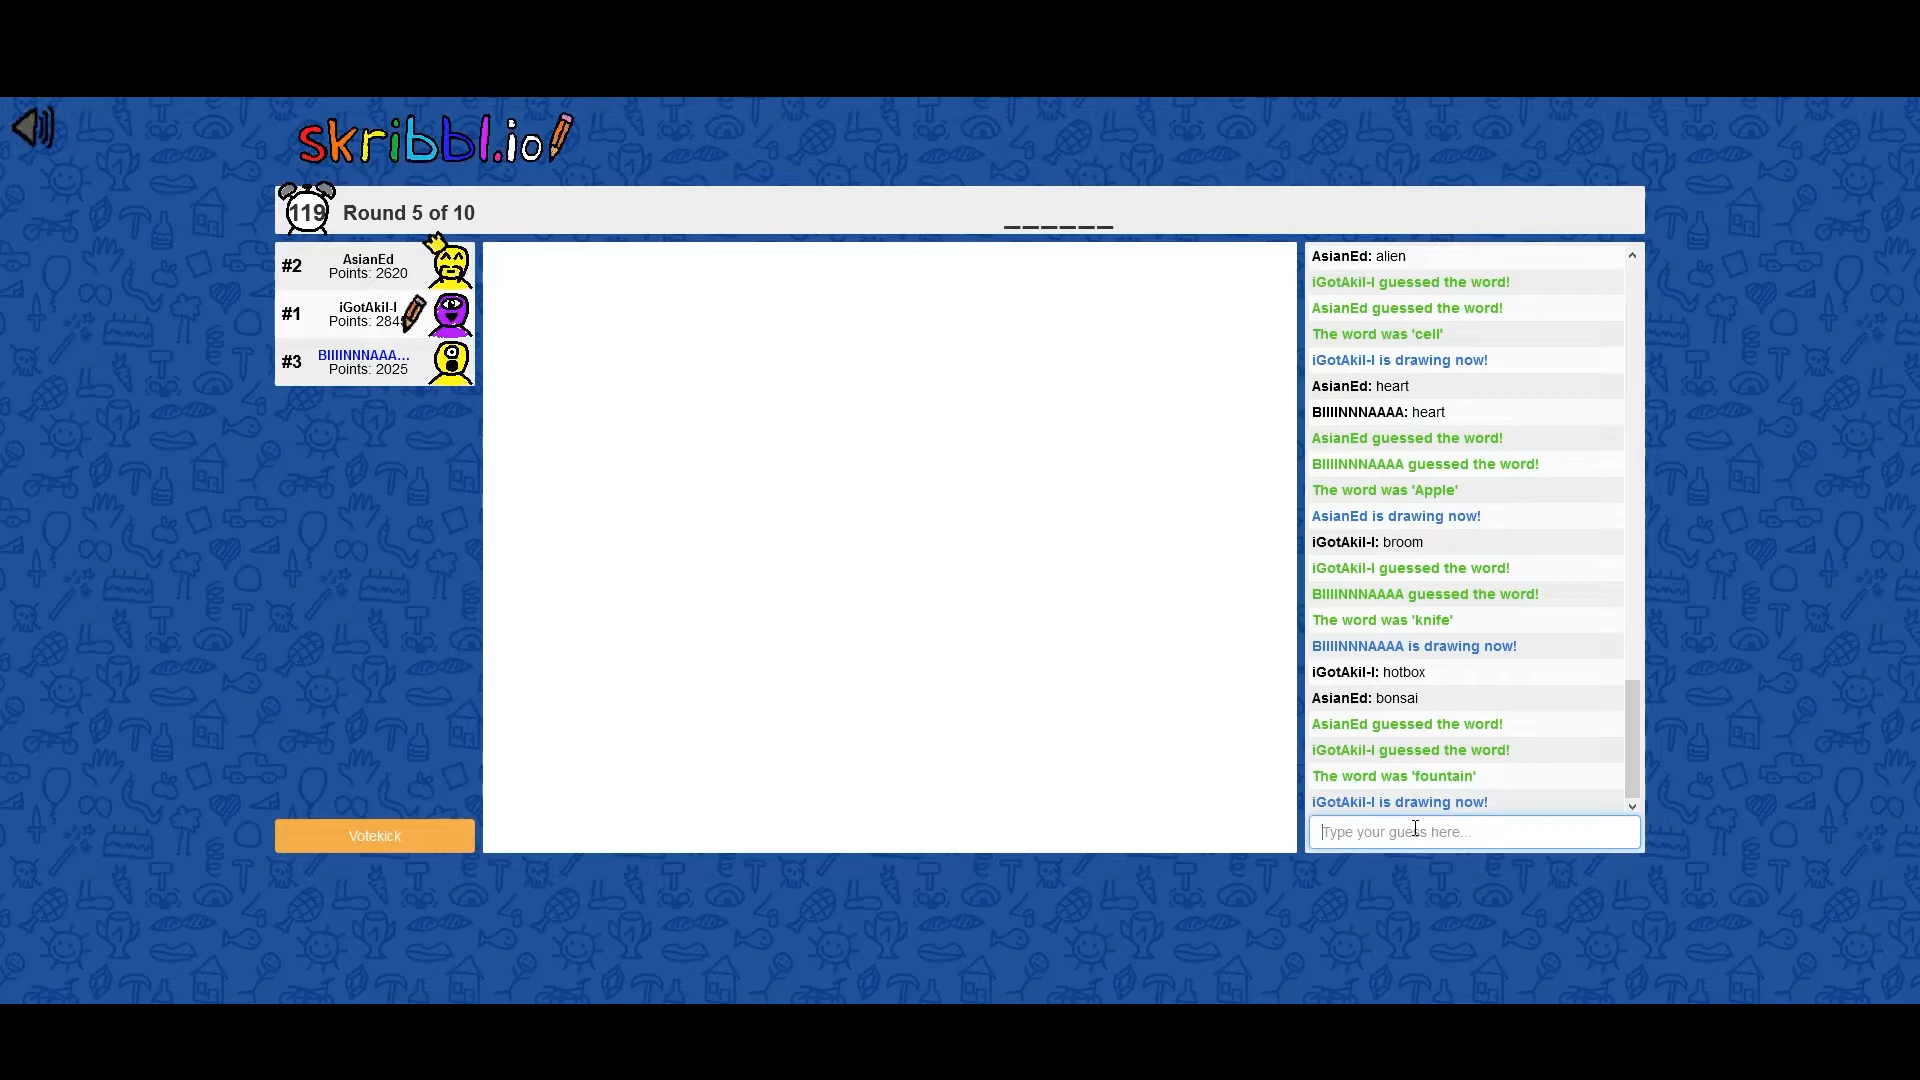 skribbl.io
119
Round 5 of 10
______
#2
AsianEd
Points: 2620
#1
iGotAkil-I
Points: 284
#3
BIIIINNNAAA...
Points: 2025
Votekick
AsianEd: alien
iGotAkil-I guessed the word!
AsianEd guessed the word!
The word was 'cell'
iGotAkil-I is drawing now!
AsianEd: heart
BIIIINNNAAAA: heart
AsianEd guessed the word!
BIIIINNNAAAA guessed the word!
The word was 'Apple'
AsianEd is drawing now!
iGotAkil-I: broom
iGotAkil-I guessed the word!
BIIIINNNAAAA guessed the word!
The word was 'knife'
BIIIINNNAAAA is drawing now!
iGotAkil-I: hotbox
AsianEd: bonsai
AsianEd guessed the word!
iGotAkil-I guessed the word!
The word was 'fountain'
iGotAkil-I is drawing now!
Type your guess here...